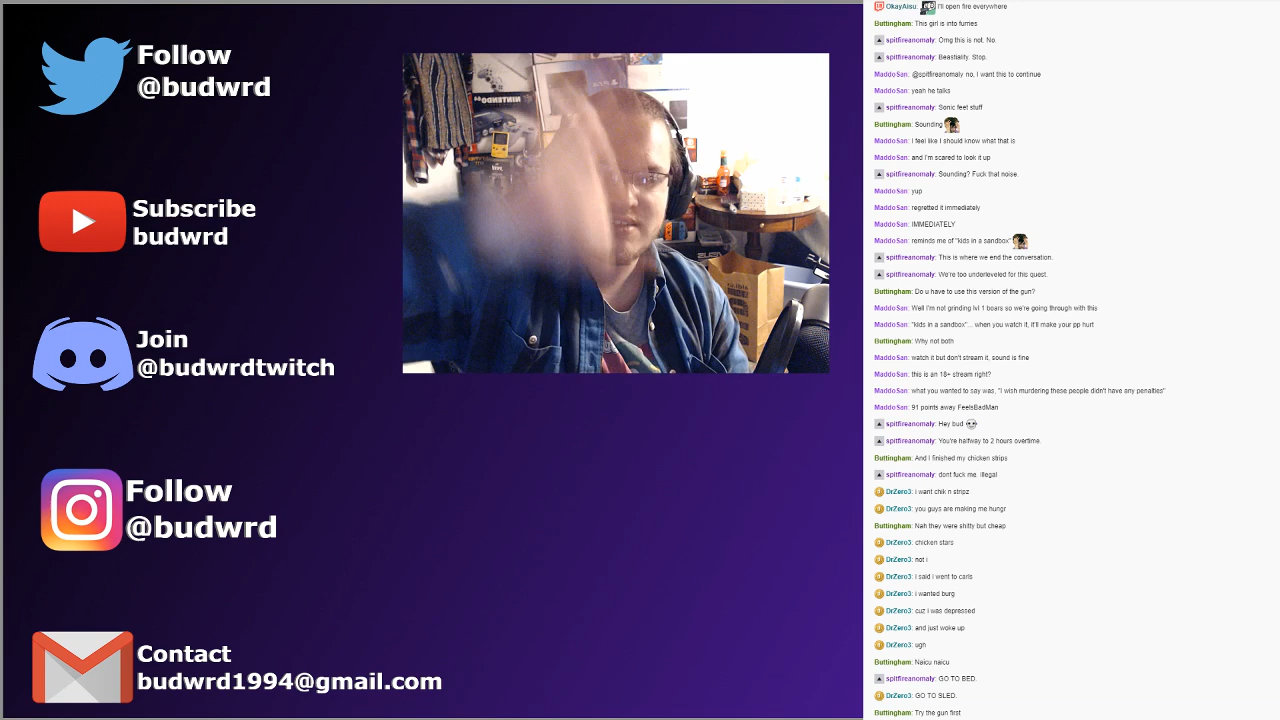 Follow
@budwrd
Subscribe
budwrd
Join
@budwrdtwitch
Follow
@budwrd
Contact
budwrd1994@gmail.com
NINTENDO
OkayAisu: I'll open fire everywhere
Buttingham: This girl is into furries
spitfireanomaly: Omg this is not. No.
spitfireanomaly: Beastiality. Stop.
MaddoSan: @spitfireanomaly no, I want this to continue
MaddoSan: yeah he talks
spitfireanomaly: Sonic feet stuff
Buttingham: Sounding
MaddoSan: i feel like I should know what that is
MaddoSan: and I'm scared to look it up
spitfireanomaly: Sounding? Fuck that noise.
MaddoSan: yup
MaddoSan: regretted it immediately
MaddoSan: IMMEDIATELY
MaddoSan: reminds me of "kids in a sandbox"
spitfireanomaly: This is where we end the conversation.
spitfireanomaly: We're too underleveled for this quest.
Buttingham: Do u have to use this version of the gun?
MaddoSan: Well I'm not grinding lvl 1 boars so we're going through with this
MaddoSan: "kids in a sandbox"... when you watch it, it'll make your pp hurt
Buttingham: Why not both
MaddoSan: watch it but don't stream it, sound is fine
MaddoSan: this is an 18+ stream right?
MaddoSan: what you wanted to say was, "I wish murdering these people didn't have any penalties"
MaddoSan: 91 points away FeelsBadMan
spitfireanomaly: Hey bud
spitfireanomaly: You're halfway to 2 hours overtime.
Buttingham: And I finished my chicken strips
spitfireanomaly: dont fuck me. Illegal
DrZero3: i want chik n stripz
DrZero3: you guys are making me hungr
Buttingham: Nah they were shitty but cheap
DrZero3: chicken stars
DrZero3: not i
DrZero3: i said i went to carls
DrZero3: i wanted burg
DrZero3: cuz i was depressed
DrZero3: and just woke up
DrZero3: ugh
Buttingham: Naicu naicu
spitfireanomaly: GO TO BED.
DrZero3: GO TO SLED.
Buttingham: Try the gun first